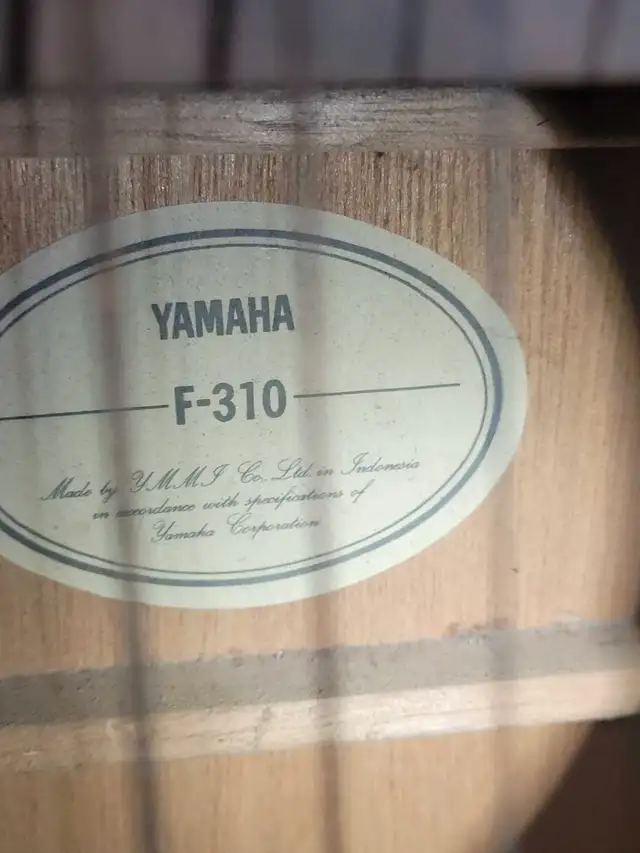 YAMAHA
F-310
Made by YMMI Co., Ltd. in Indonesia
in accordance with specifications of
Yamaha Corporation